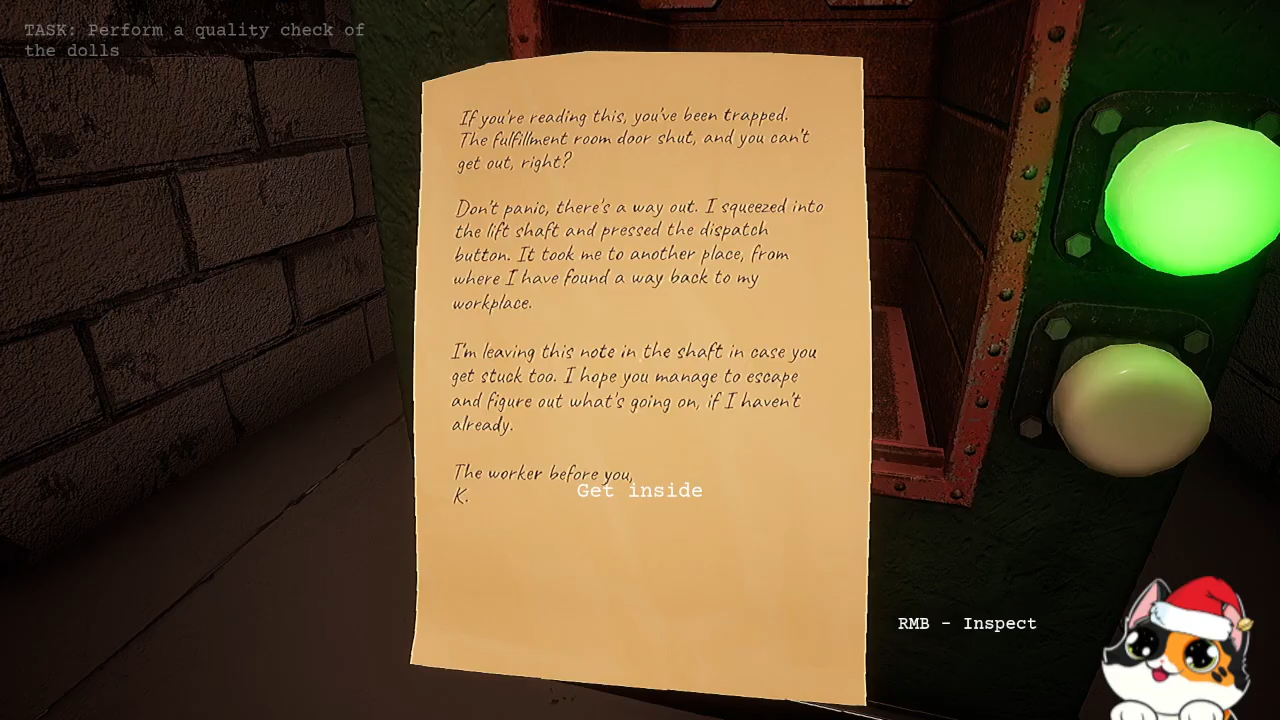 TASK: Perform a quality check of
the dolls
If you're reading this, you've been trapped.
The fulfillment room door shut, and you can't
get out, right?
Don't panic, there's a way out. I squeezed into
the lift shaft and pressed the dispatch
button. It took me to another place, from
where I have found a way back to my
workplace.
I'm leaving this note in the shaft in case you
get stuck too. I hope you manage to escape
and figure out what's going on, if I haven't
already.
The worker before you,
K.
Get inside
RMB - Inspect